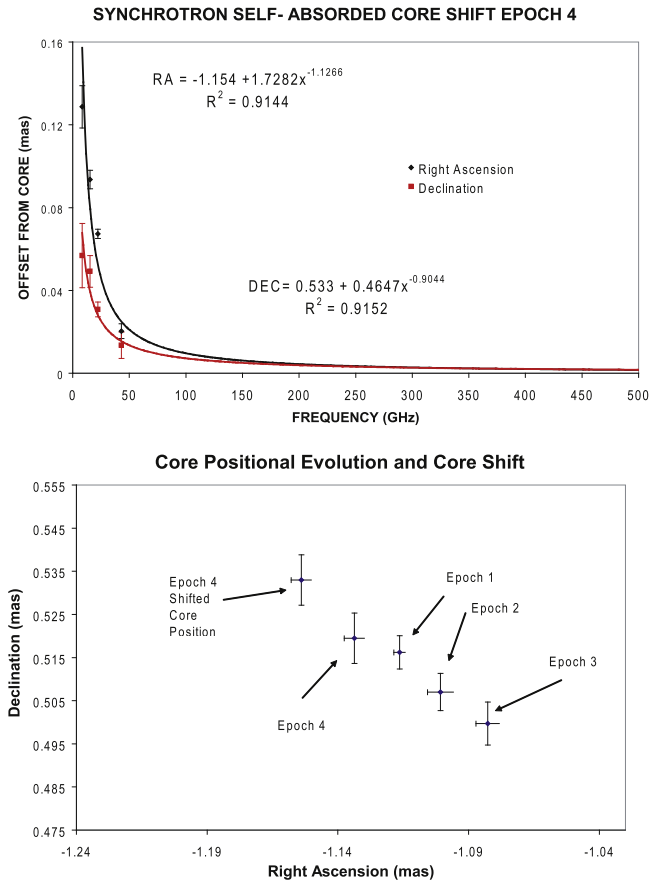 SYNCHROTRON SELF- ABSORDED CORE SHIFT EPOCH 4
0.16
0.12
0.08
0.04
0
OFFSET FROM CORE (mas)
RA = -1.154 +1.7282x^-1.1266
R^2 = 0.9144
Right Ascension
Declination
DEC= 0.533 + 0.4647x^-0.9044
R^2 = 0.9152
0 50 100 150 200 250 300 350 400 450 500
FREQUENCY (GHz)
Core Positional Evolution and Core Shift
0.555
0.545
0.535
0.525
0.515
0.505
0.495
0.485
0.475
Declination (mas)
Epoch 4
Shifted
Core
Position
Epoch 1
Epoch 2
Epoch 3
Epoch 4
-1.24 -1.19 -1.14 -1.09 -1.04
Right Ascension (mas)